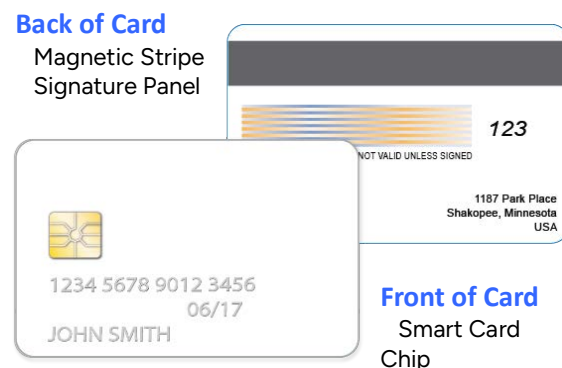 Back of Card
Magnetic Stripe
Signature Panel
123
NOT VALID UNLESS SIGNED
1187 Park Place
Shakopee, Minnesota
USA
1234 5678 9012 3456
06/17
JOHN SMITH
Front of Card
Smart Card
Chip